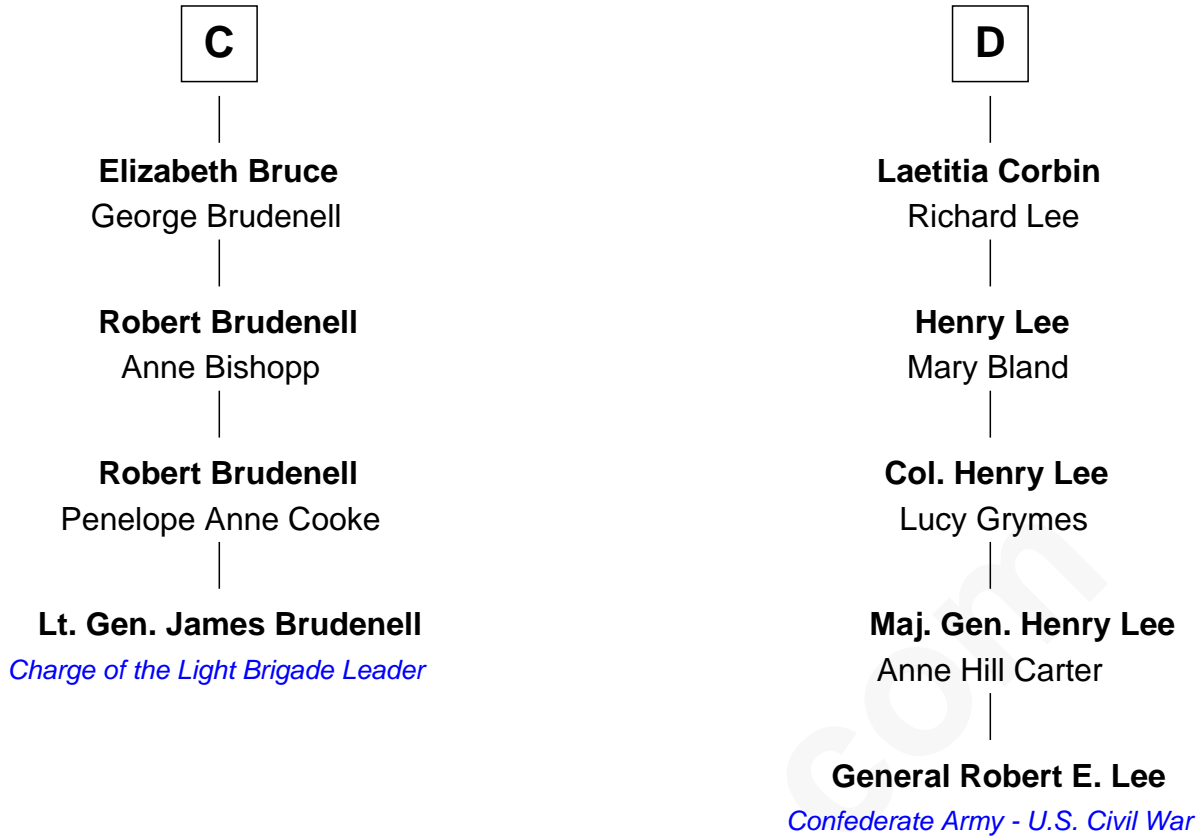 C
Elizabeth Bruce
George Brudenell
Robert Brudenell
Anne Bishopp
Robert Brudenell
Penelope Anne Cooke
Lt. Gen. James Brudenell
Charge of the Light Brigade Leader
D
Laetitia Corbin
Richard Lee
Henry Lee
Mary Bland
Col. Henry Lee
Lucy Grymes
Maj. Gen. Henry Lee
Anne Hill Carter
General Robert E. Lee
Confederate Army - U.S. Civil War
com